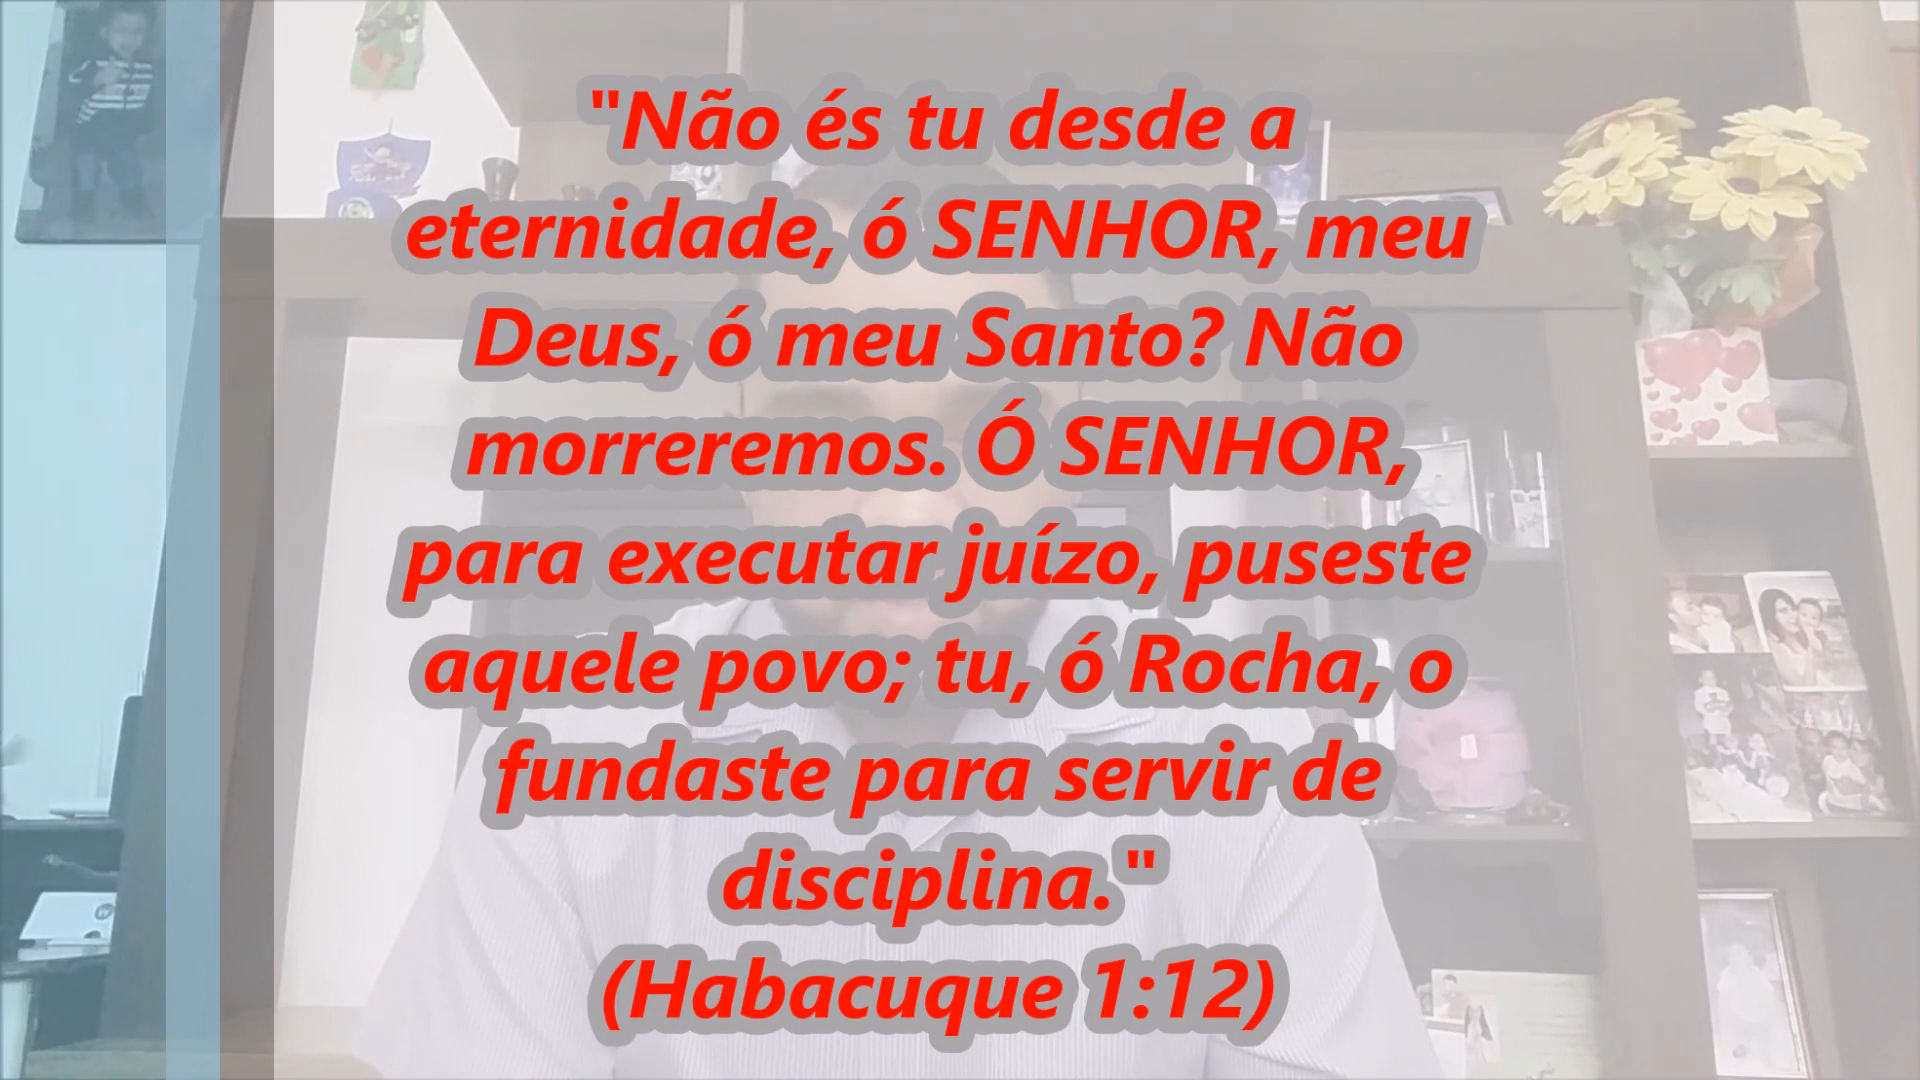 "Não és tu desde a
eternidade, ó SENHOR, meu
Deus, ó meu Santo? Não
morreremos. Ó SENHOR,
para executar juízo, puseste
aquele povo; tu, ó Rocha, o
fundaste para servir de
disciplina."
(Habacuque 1:12)